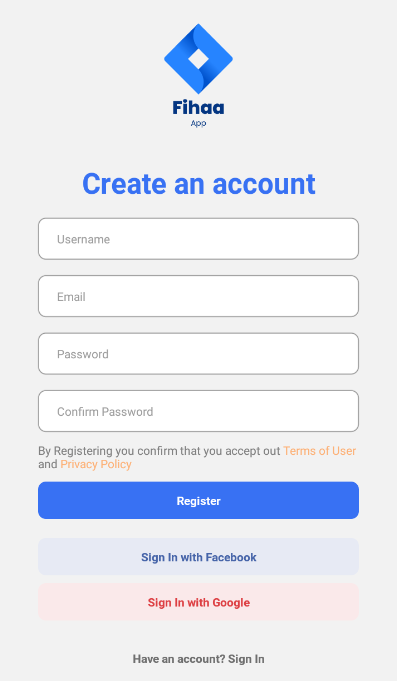 Fihaa
App
Create an account
Username
Email
Password
Confirm Password
By Registering you confirm that you accept out Terms of User
and Privacy Policy
Register
Sign In with Facebook
Sign In with Google
Have an account? Sign In